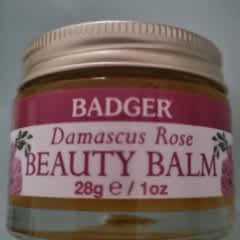 BADGER
Damascus Rose
BEAUTY BALM
28g e / 1oz